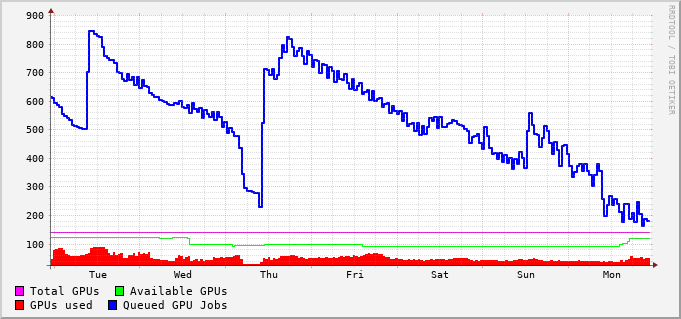 900
800
700
600
500
400
300
200
100
Tue Wed Thu Fri Sat Sun Mon
Total GPUs Available GPUs
GPUs used Queued GPU Jobs
RRDTOOL / TOBI OETIKER